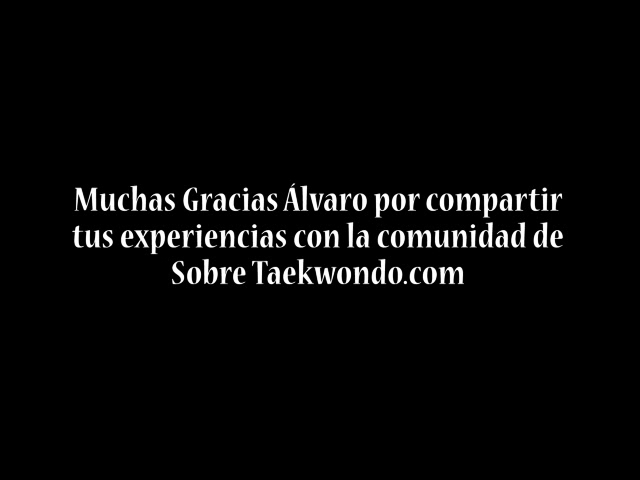 Muchas Gracias Álvaro por compartir
tus experiencias con la comunidad de
Sobre Taekwondo.com